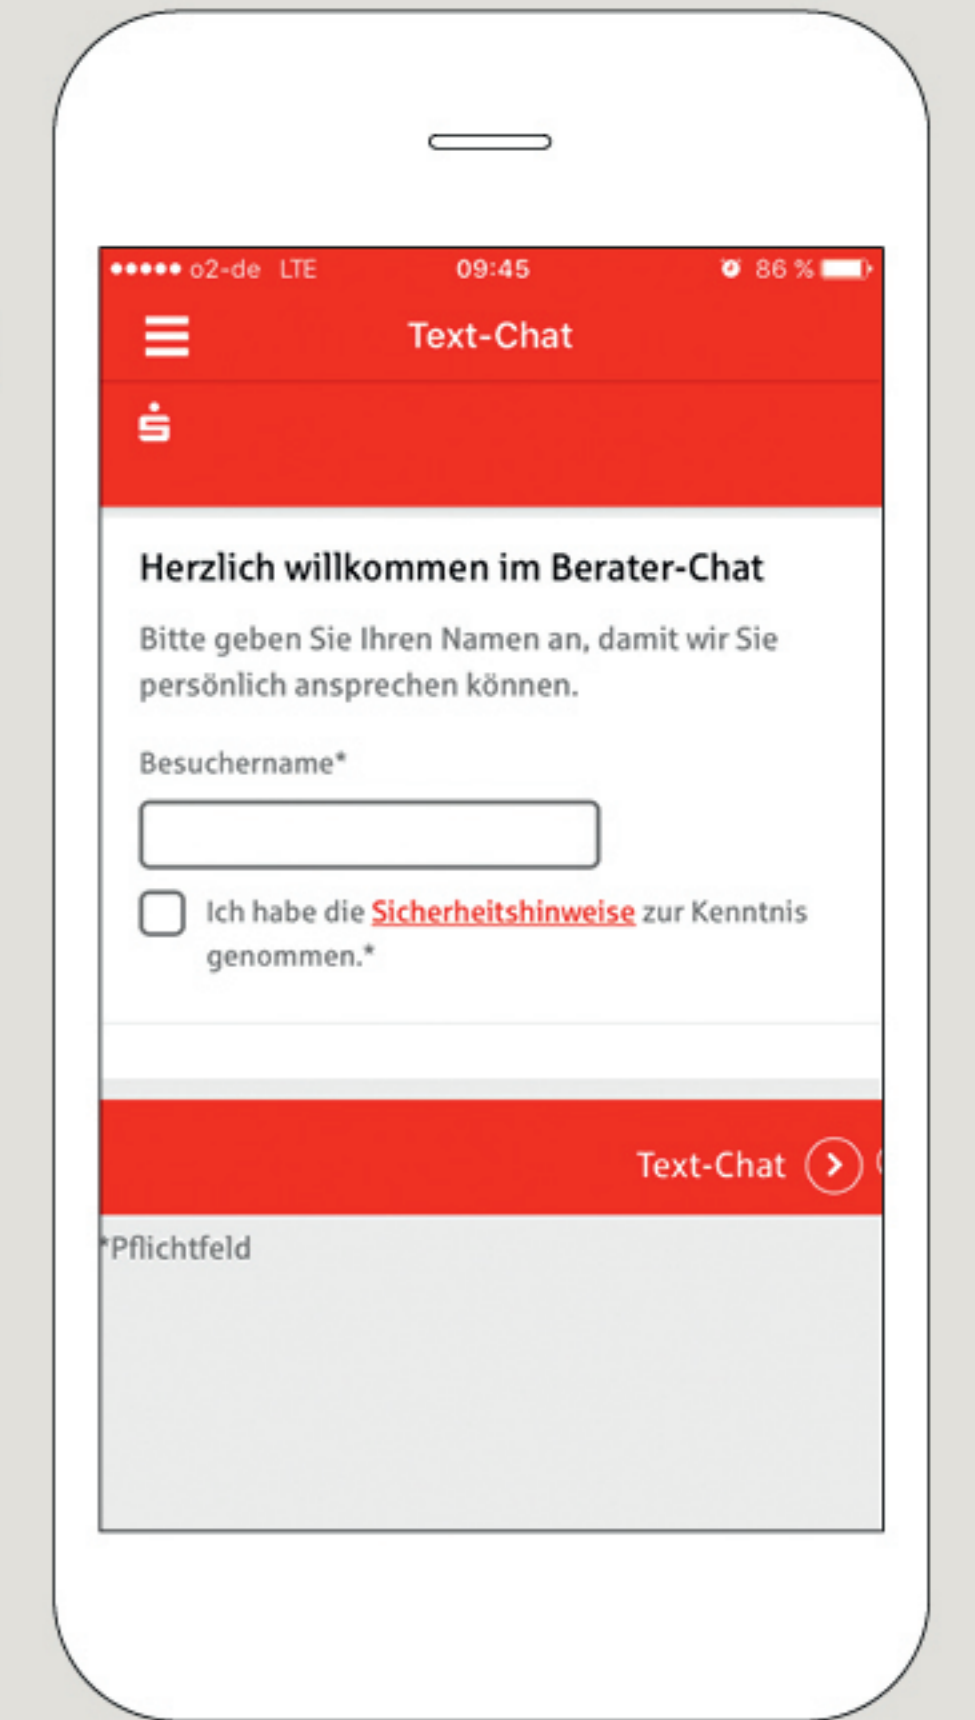 o2-de LTE 09:45 86 %
Text-Chat
Herzlich willkommen im Berater-Chat
Bitte geben Sie Ihren Namen an, damit wir Sie
persönlich ansprechen können.
Besuchername*
Ich habe die Sicherheitshinweise zur Kenntnis
genommen.*
Text-Chat
*Pflichtfeld